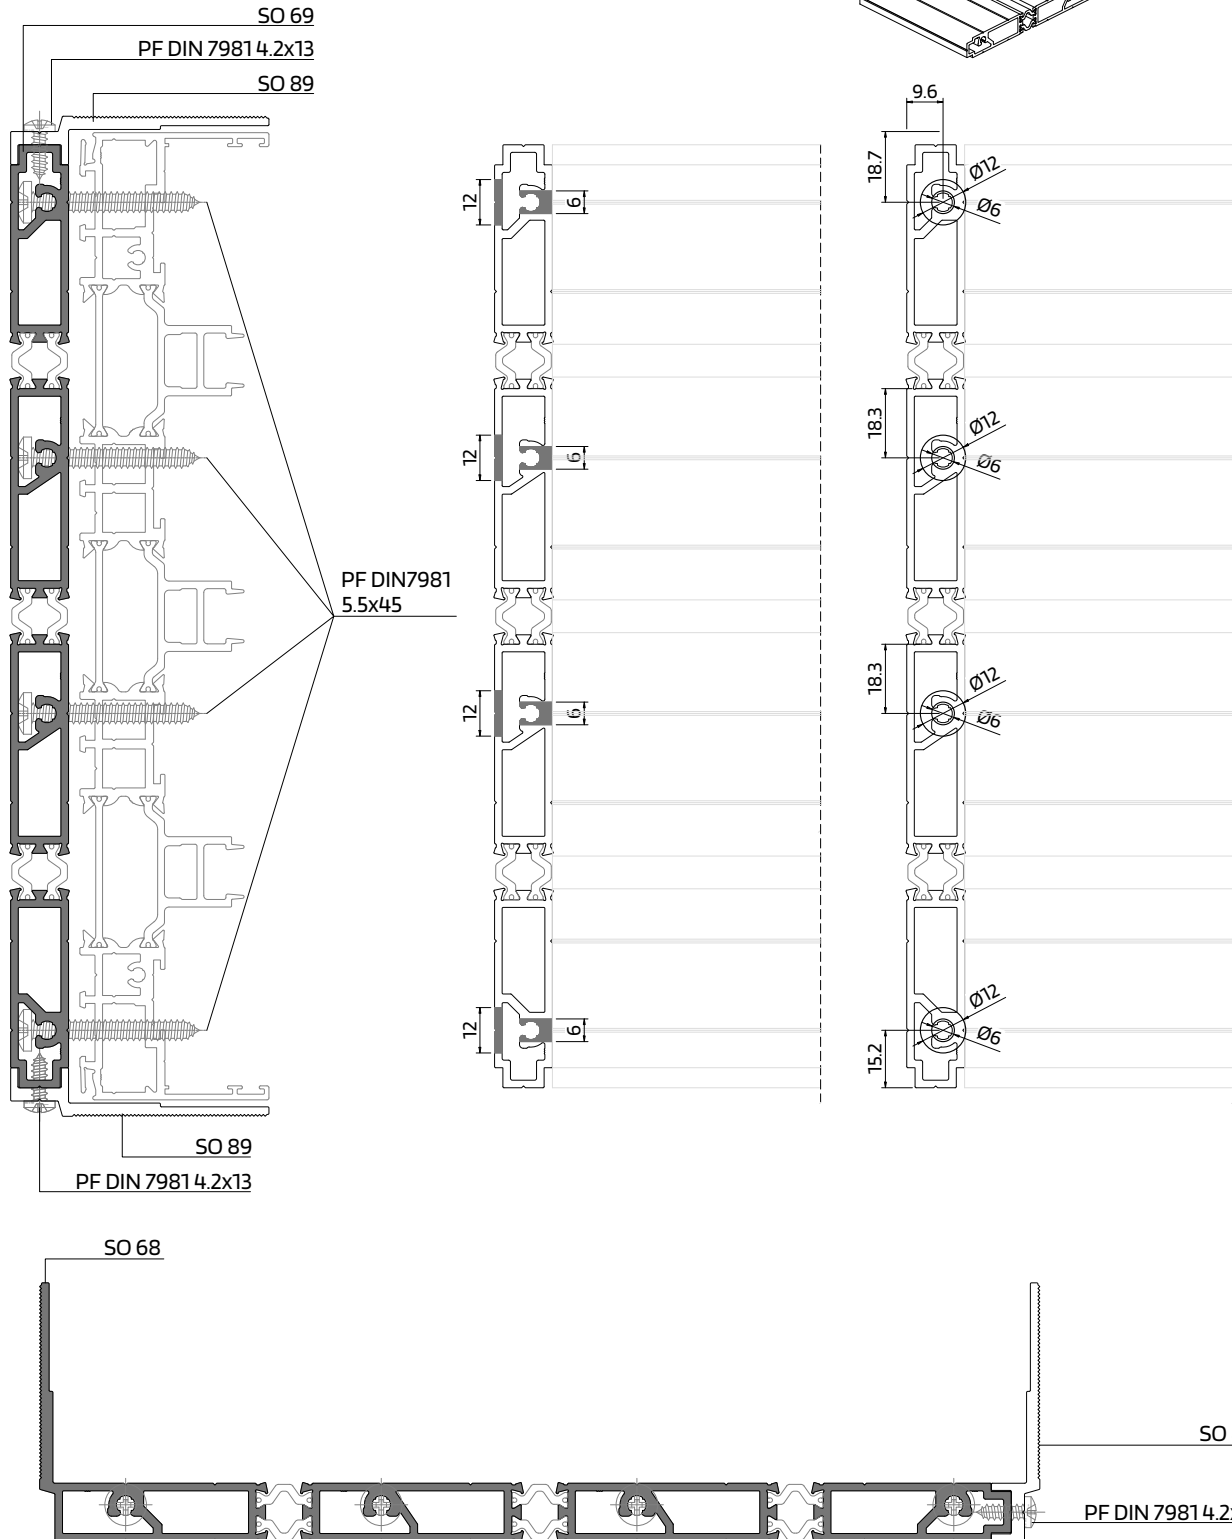 SO 69
PF DIN 7981 4.2x13
SO 89
9.6
18.7
Ø12
Ø6
12
6
18.3
Ø12
Ø6
12
6
PF DIN7981
5.5x45
18.3
Ø12
Ø6
12
6
Ø12
Ø6
12
6
15.2
SO 89
PF DIN 7981 4.2x13
SO 68
SO
PF DIN 7981 4.2